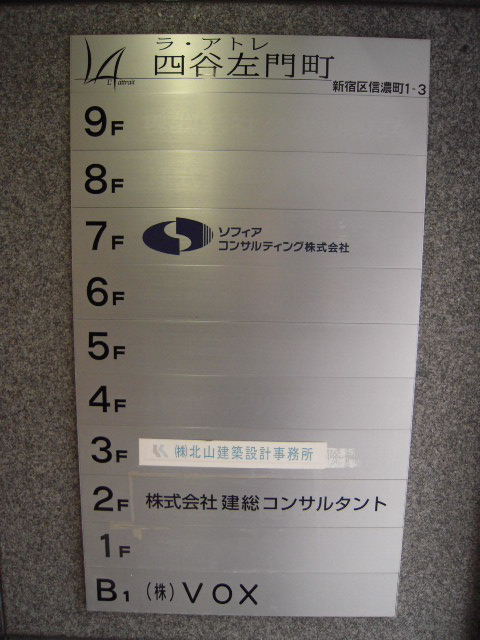 ラ・アトレ
L'attrait
四谷左門町
新宿区信濃町1-3
9F
8F
7F ソフィア
コンサルティング株式会社
6F
5F
4F
3F ㈱北山建築設計事務所
2F 株式会社 建総コンサルタント
1F
B1 (株) VOX